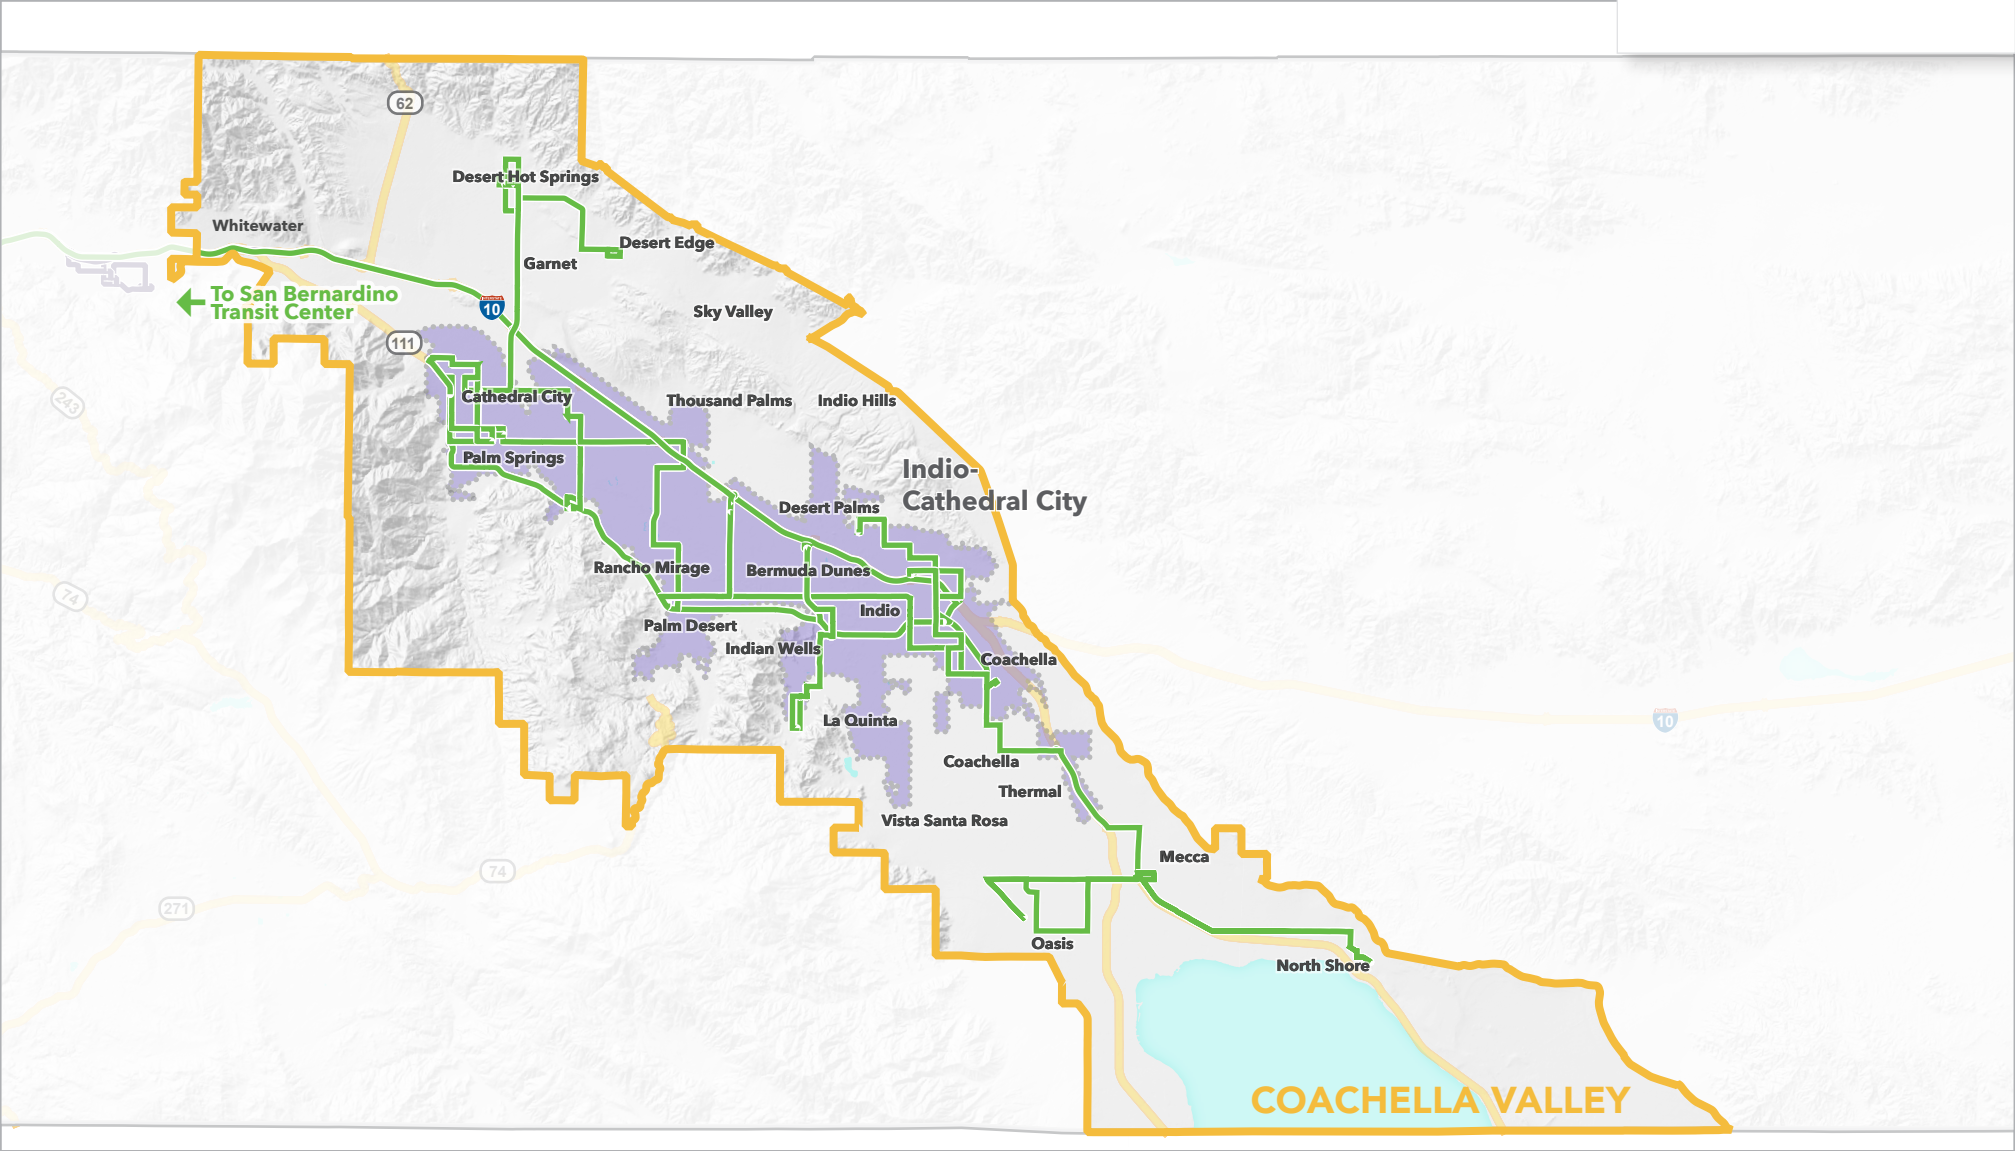 62
Desert Hot Springs
Whitewater
Desert Edge
Garnet
To San Bernardino
Transit Center
10
Sky Valley
111
243
Cathedral City
Thousand Palms
Indio Hills
Palm Springs
Indio-
Cathedral City
Desert Palms
Rancho Mirage
Bermuda Dunes
74
Indio
Palm Desert
Indian Wells
Coachella
La Quinta
10
Coachella
Thermal
Vista Santa Rosa
Mecca
74
271
Oasis
North Shore
COACHELLA VALLEY